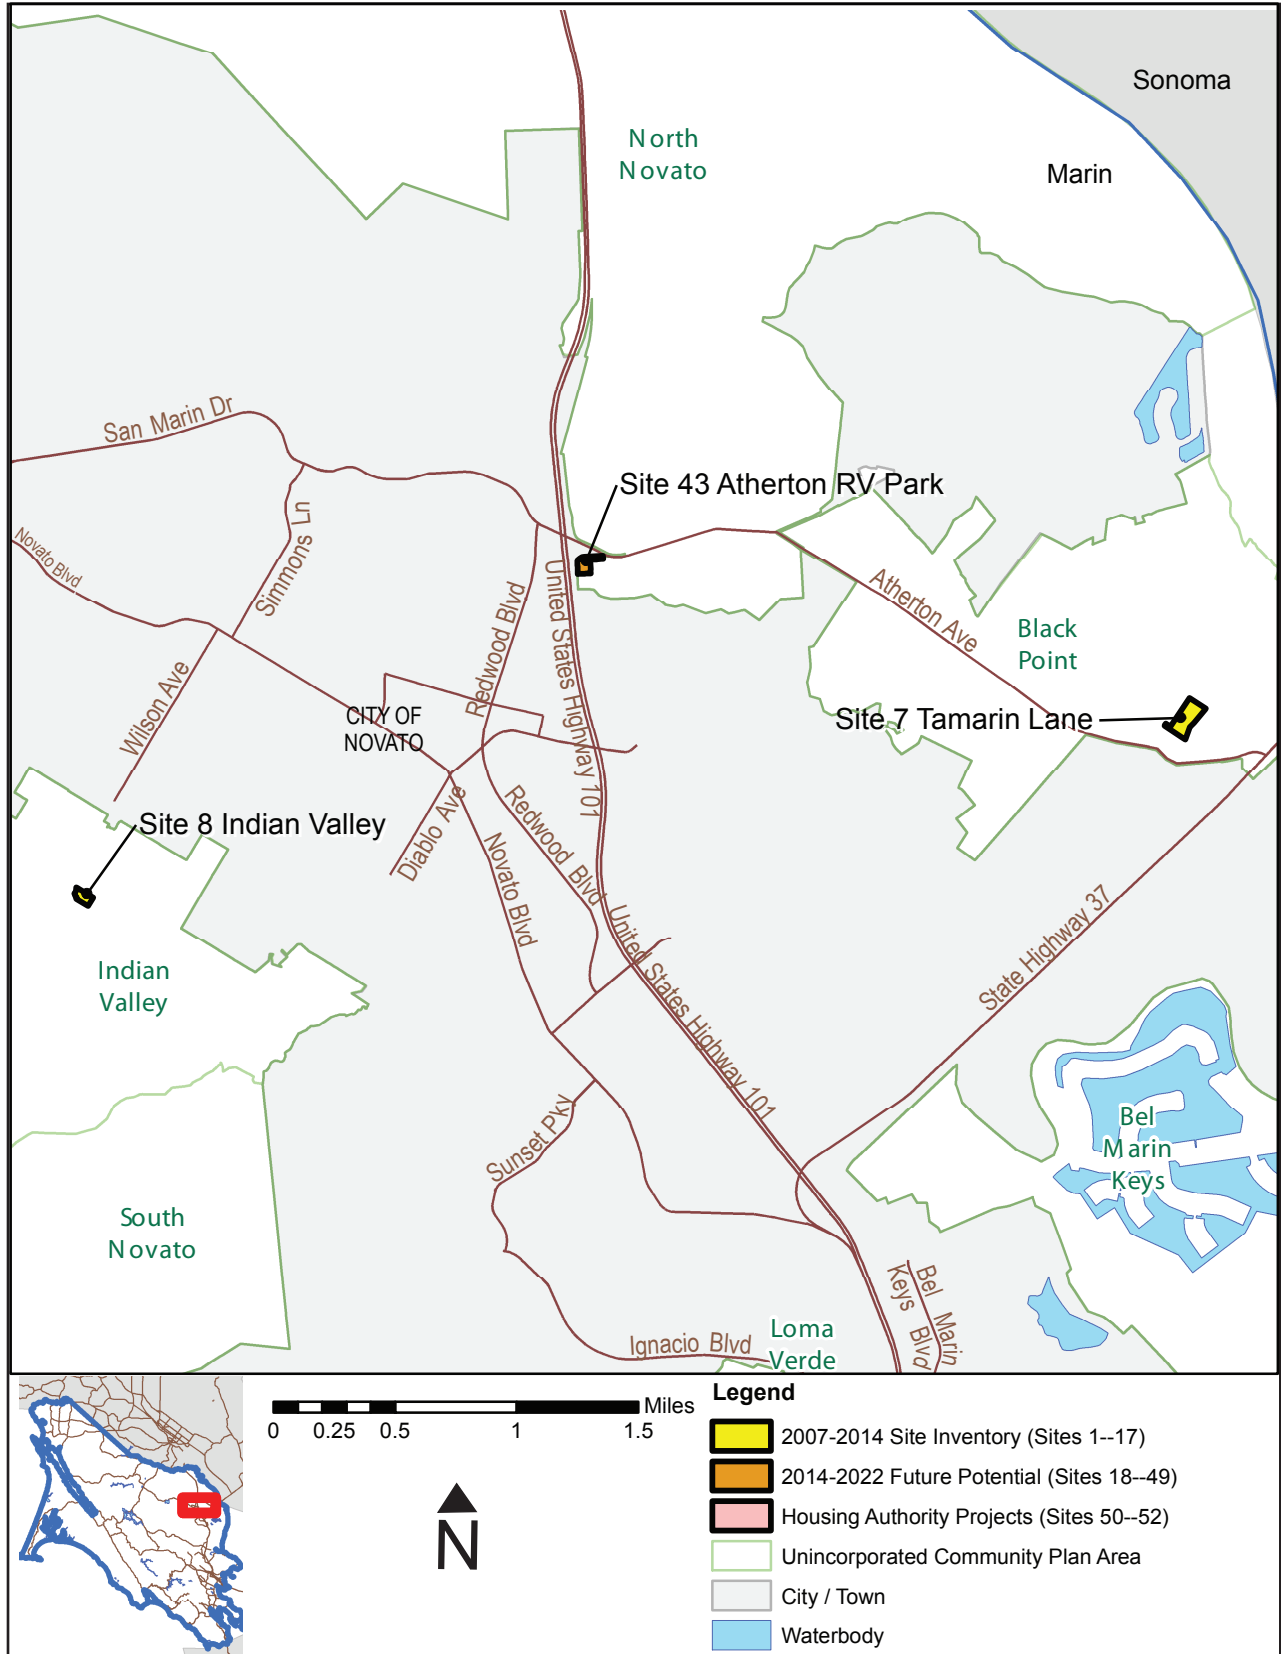 Sonoma
North
Novato
Marin
San Marin Dr
Site 43 Atherton RV Park
Simmons Ln
Novato Blvd
United States Highway 101
Redwood Blvd
Atherton Ave
Black
Point
Wilson Ave
CITY OF
NOVATO
Site 7 Tamarin Lane
Site 8 Indian Valley
Diablo Ave
Redwood Blvd
Novato Blvd
United States Highway 101
State Highway 37
Indian
Valley
Bel
Marin
Keys
Sunset Pky
South
Novato
Bel Marin
Keys Blvd
Ignacio Blvd
Loma
Verde
Miles
0 0.25 0.5 1 1.5
N
Legend
2007-2014 Site Inventory (Sites 1--17)
2014-2022 Future Potential (Sites 18--49)
Housing Authority Projects (Sites 50--52)
Unincorporated Community Plan Area
City / Town
Waterbody